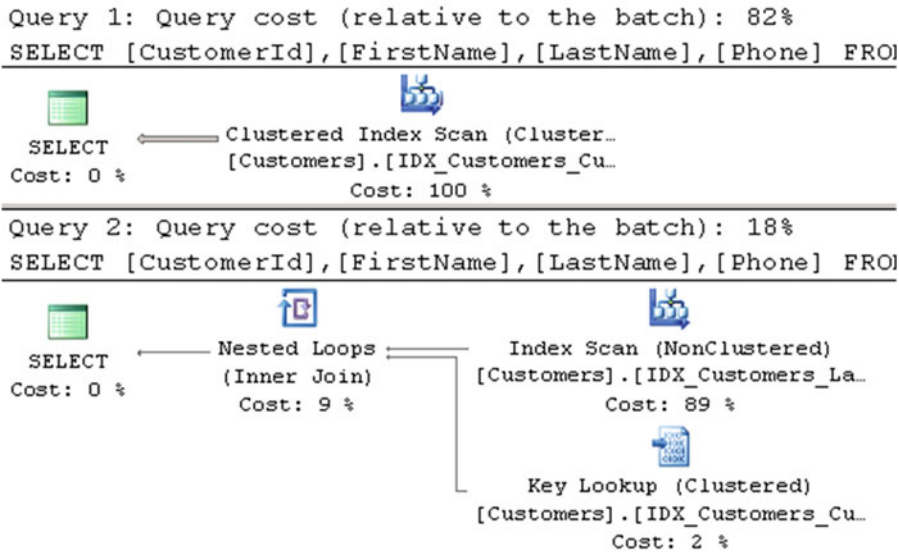 Query 1: Query cost (relative to the batch): 82%
SELECT [CustomerId],[FirstName],[LastName],[Phone] FRO
SELECT
Cost: 0 %
Clustered Index Scan (Cluster…
[Customers].[IDX_Customers_Cu…
Cost: 100 %
Query 2: Query cost (relative to the batch): 18%
SELECT [CustomerId],[FirstName],[LastName],[Phone] FRO
SELECT
Cost: 0 %
Nested Loops
(Inner Join)
Cost: 9 %
Index Scan (NonClustered)
[Customers].[IDX_Customers_La…
Cost: 89 %
Key Lookup (Clustered)
[Customers].[IDX_Customers_Cu…
Cost: 2 %